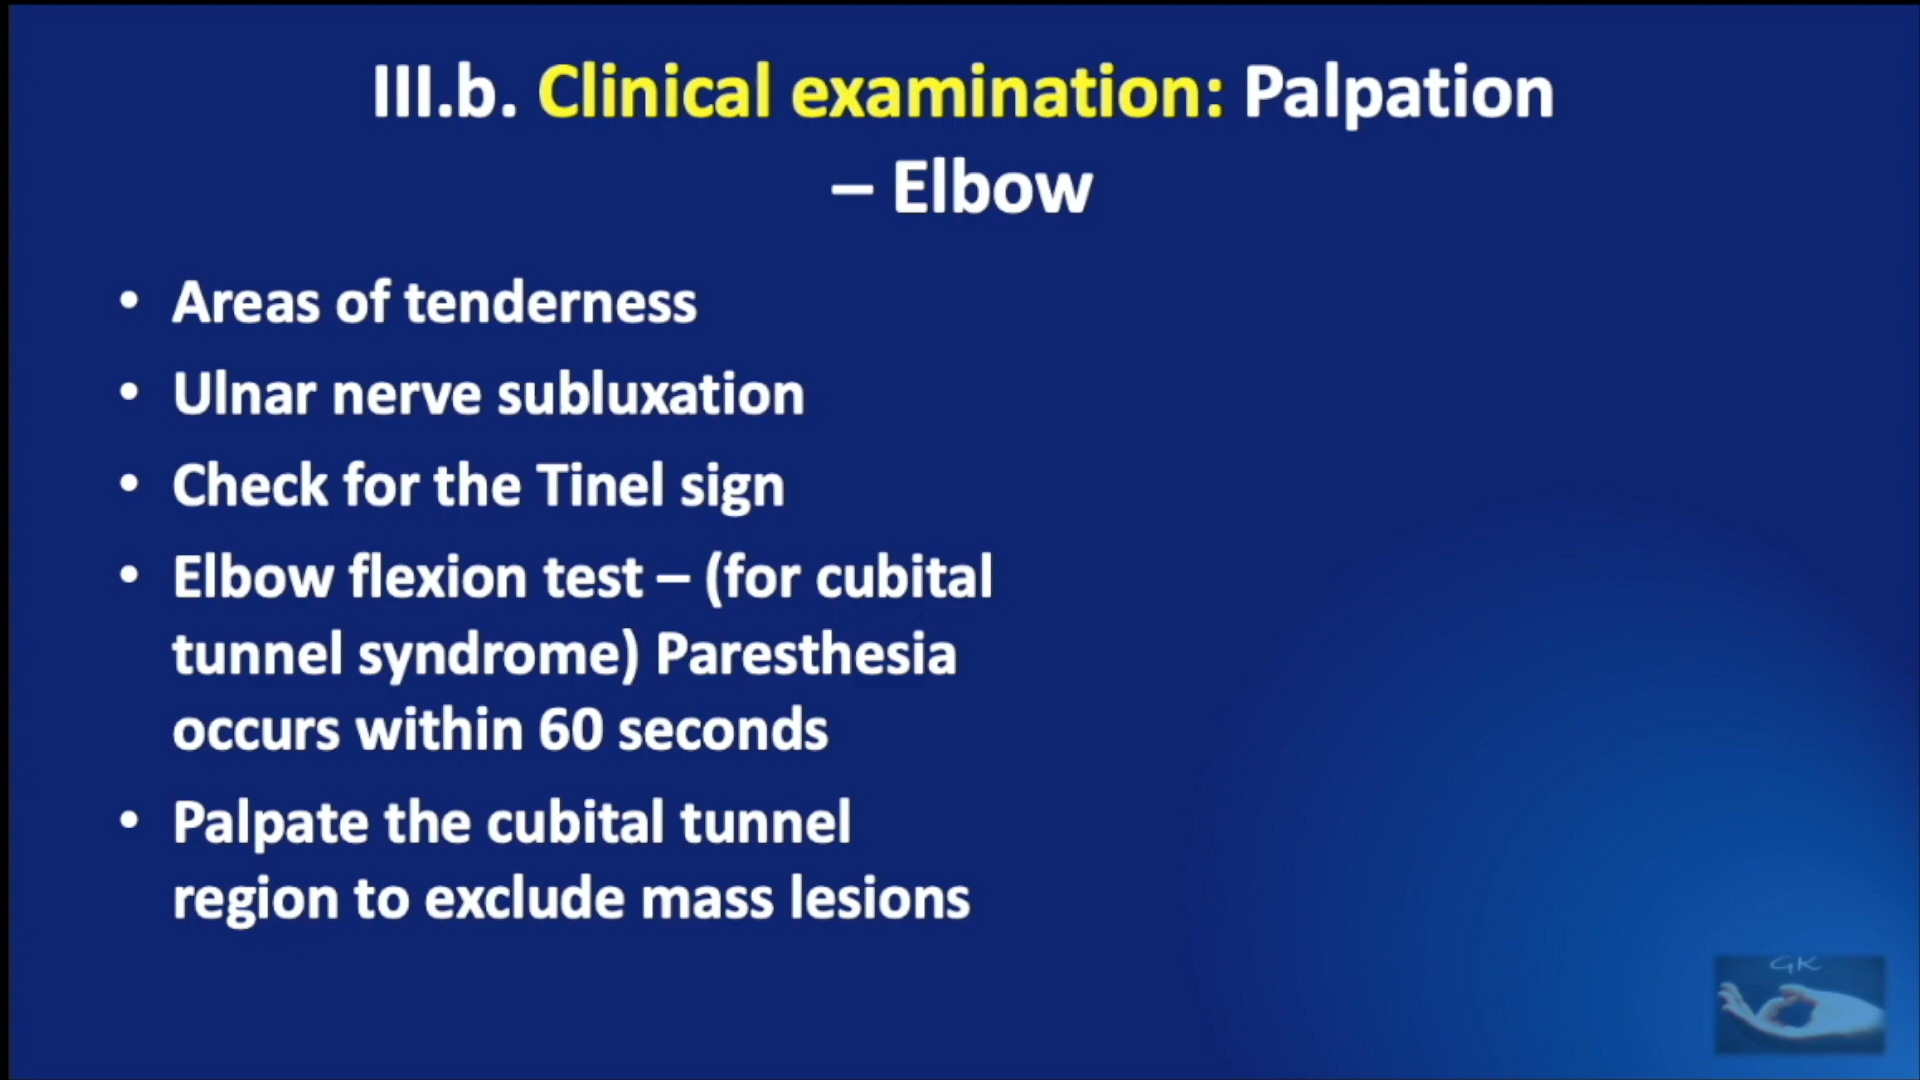 III.b. Clinical examination: Palpation
– Elbow
• Areas of tenderness
• Ulnar nerve subluxation
• Check for the Tinel sign
• Elbow flexion test – (for cubital
tunnel syndrome) Paresthesia
occurs within 60 seconds
• Palpate the cubital tunnel
region to exclude mass lesions
GK